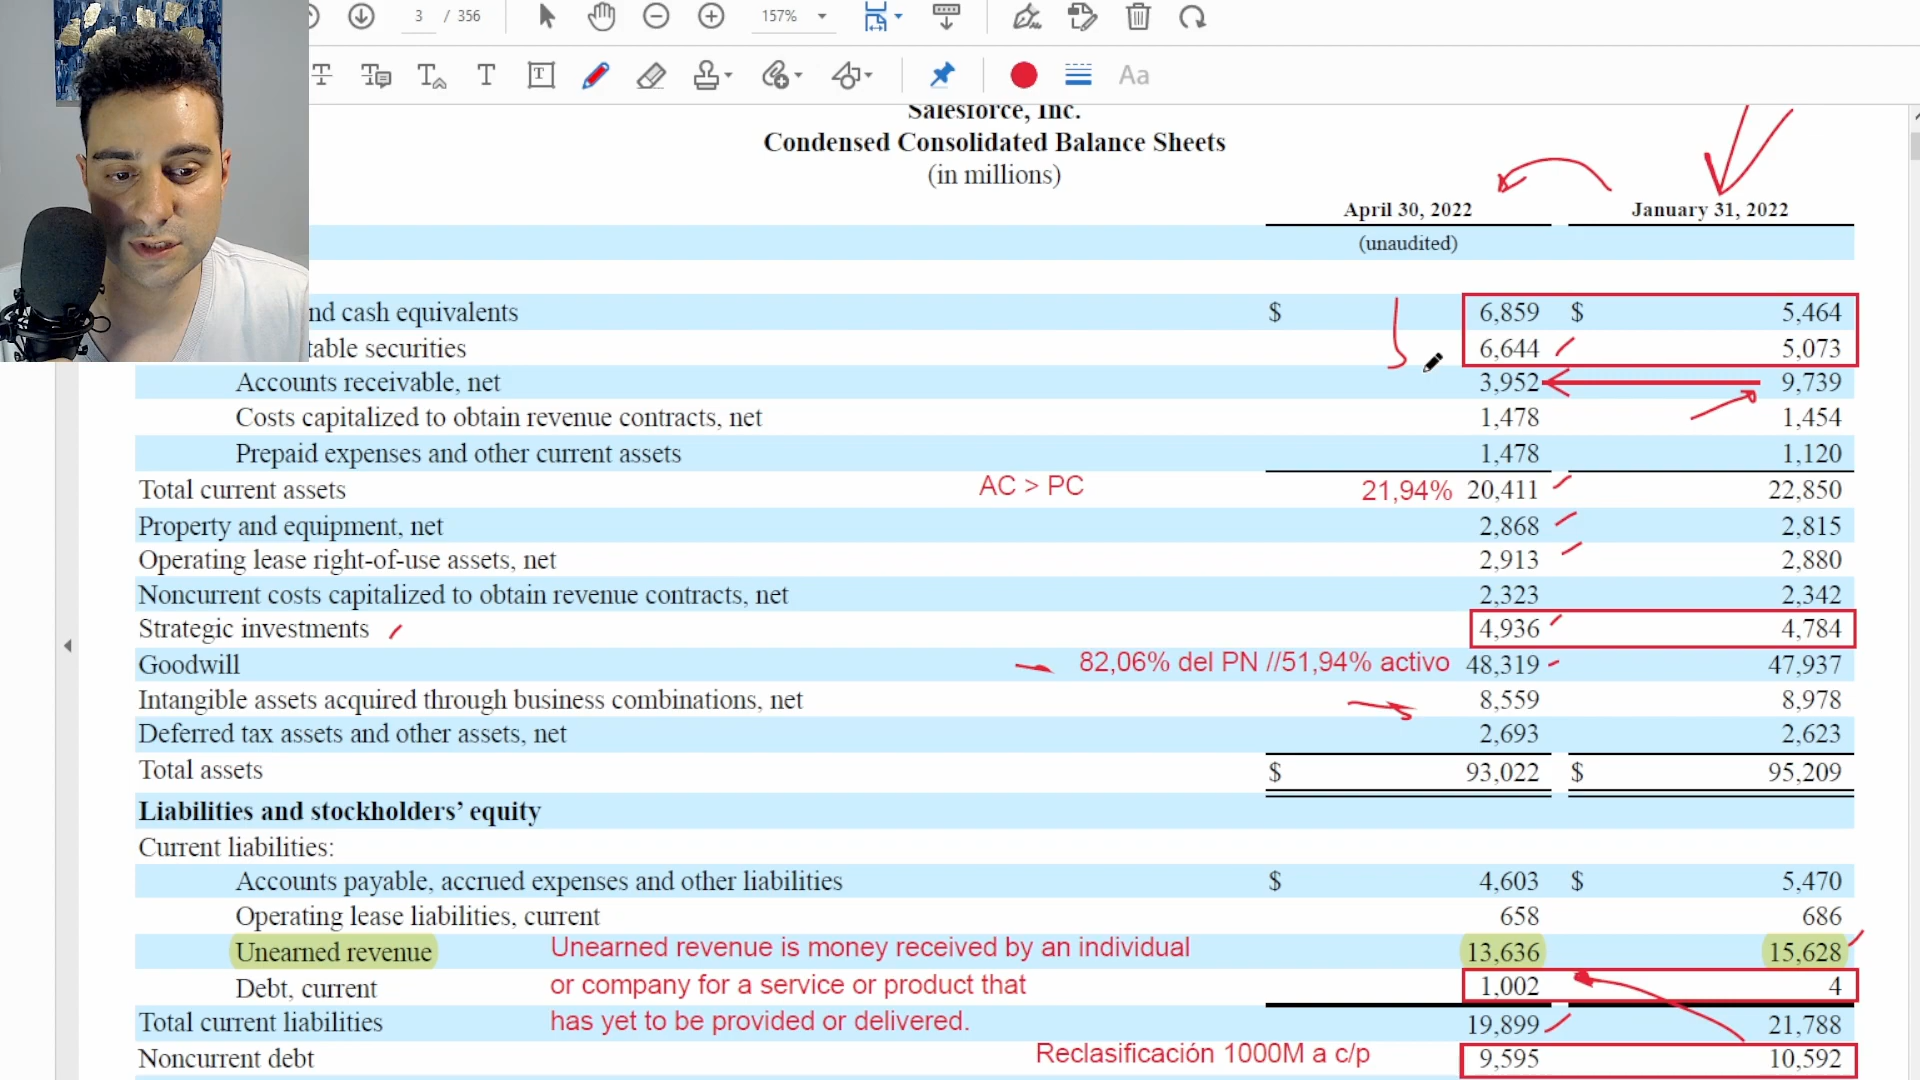 3 / 356
157%
Aa
Salesforce, Inc.
Condensed Consolidated Balance Sheets
(in millions)
April 30, 2022 January 31, 2022
(unaudited)
nd cash equivalents $ 6,859 $ 5,464
table securities 6,644 5,073
Accounts receivable, net 3,952 9,739
Costs capitalized to obtain revenue contracts, net 1,478 1,454
Prepaid expenses and other current assets 1,478 1,120
Total current assets AC > PC 21,94% 20,411 22,850
Property and equipment, net 2,868 2,815
Operating lease right-of-use assets, net 2,913 2,880
Noncurrent costs capitalized to obtain revenue contracts, net 2,323 2,342
Strategic investments 4,936 4,784
Goodwill 82,06% del PN //51,94% activo 48,319 47,937
Intangible assets acquired through business combinations, net 8,559 8,978
Deferred tax assets and other assets, net 2,693 2,623
Total assets $ 93,022 $ 95,209
Liabilities and stockholders’ equity
Current liabilities:
Accounts payable, accrued expenses and other liabilities $ 4,603 $ 5,470
Operating lease liabilities, current 658 686
Unearned revenue Unearned revenue is money received by an individual 13,636 15,628
Debt, current or company for a service or product that 1,002 4
Total current liabilities has yet to be provided or delivered. 19,899 21,788
Noncurrent debt Reclasificación 1000M a c/p 9,595 10,592